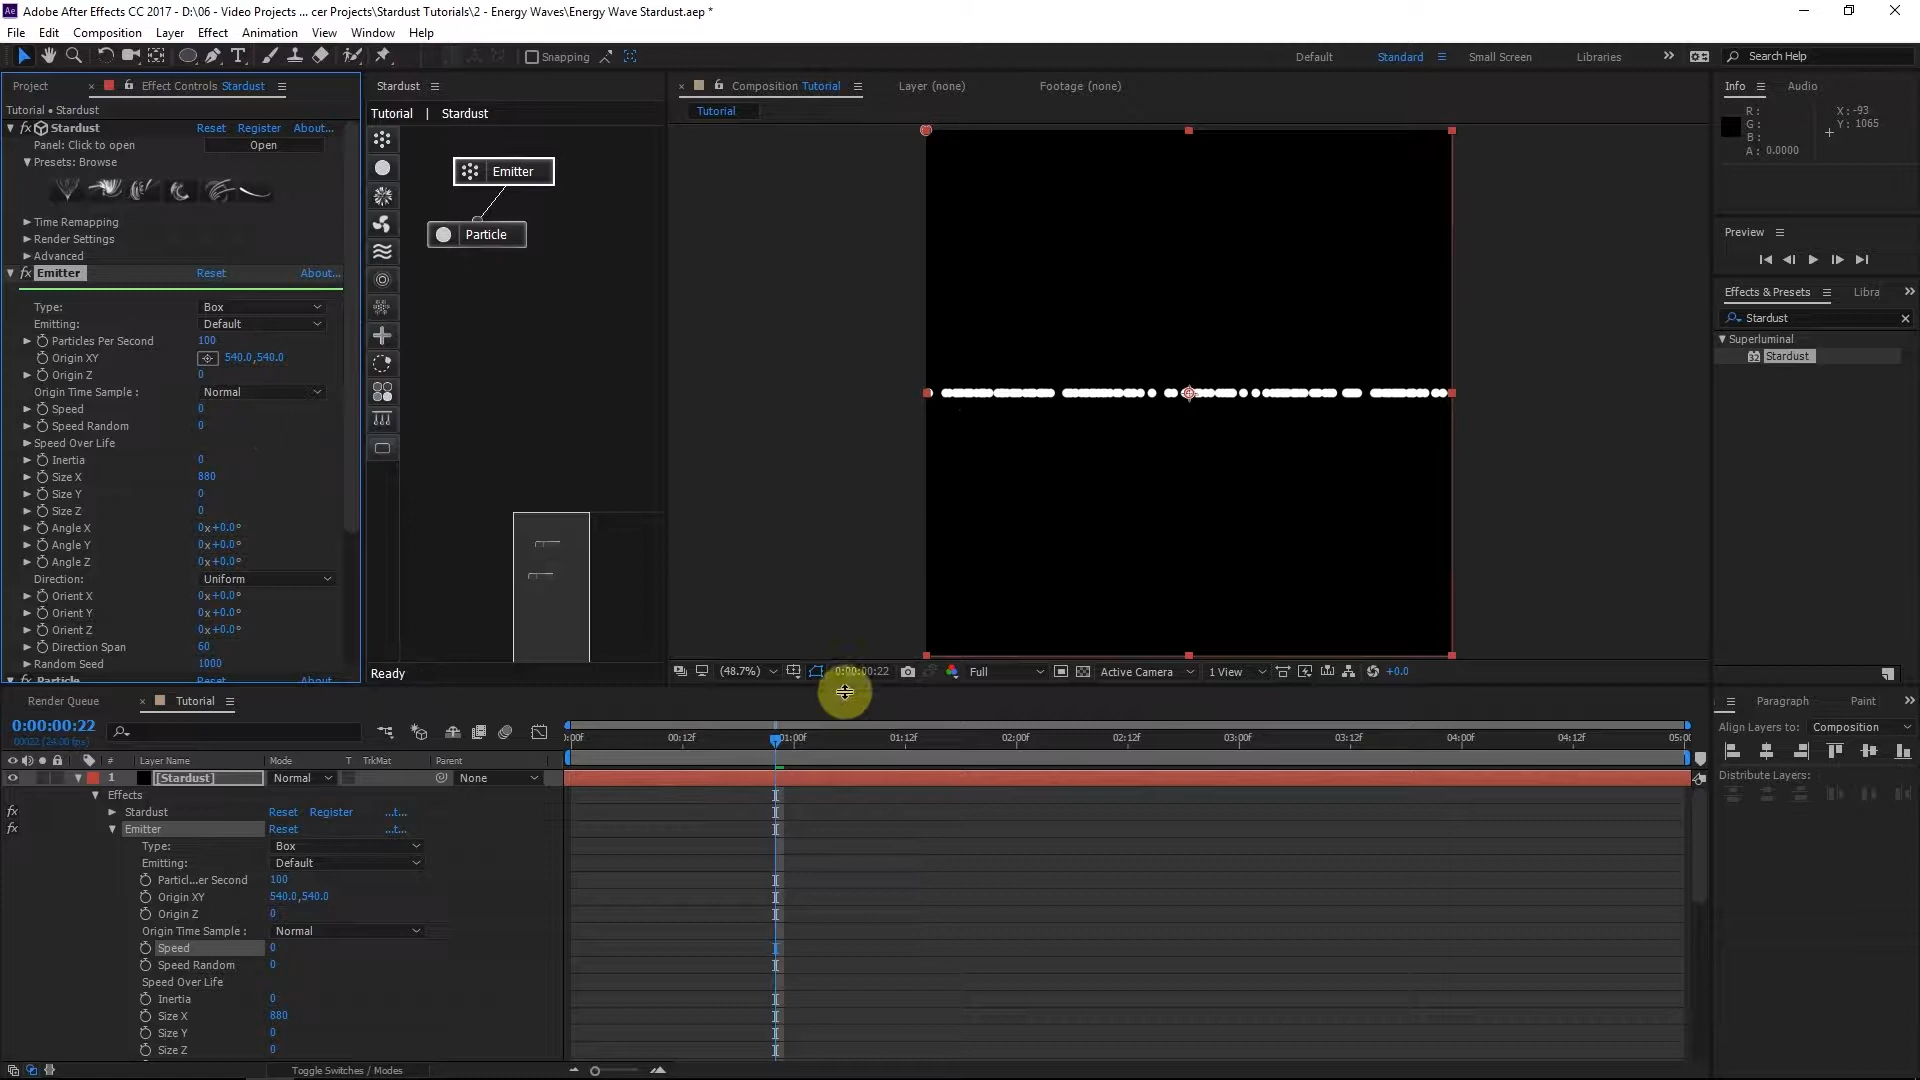 Adobe After Effects CC 2017 - D:\06 - Video Projects ... cer Projects\Stardust Tutorials\2 - Energy Waves\Energy Wave Stardust.aep *
File Edit Composition Layer Effect Animation View Window Help
Snapping Default Standard Small Screen Libraries Search Help
Project Effect Controls Stardust
Tutorial • Stardust
fx Stardust Reset Register About...
Panel: Click to open Open
Presets: Browse
Time Remapping
Render Settings
Advanced
fx Emitter Reset About...
Type: Box
Emitting: Default
Particles Per Second 100
Origin XY 540.0,540.0
Origin Z 0
Origin Time Sample : Normal
Speed 0
Speed Random 0
Speed Over Life
Inertia 0
Size X 880
Size Y 0
Size Z 0
Angle X 0x+0.0°
Angle Y 0x+0.0°
Angle Z 0x+0.0°
Direction: Uniform
Orient X 0x+0.0°
Orient Y 0x+0.0°
Orient Z 0x+0.0°
Direction Span 60
Random Seed 1000
fx Particle Reset About...
Stardust
Tutorial | Stardust
Emitter
Particle
Ready
Composition Tutorial Layer (none) Footage (none)
Tutorial
(48.7%) 0:00:00:22 Full Active Camera 1 View +0.0
Info Audio
R :
G :
B :
A : 0.0000
X : -93
Y : 1065
Preview
Effects & Presets Libra
Stardust
Superluminal
32 Stardust
Paragraph Paint
Align Layers to: Composition
Distribute Layers:
Render Queue Tutorial
0:00:00:22
00022 (24.00 fps)
:00f 00:12f 01:00f 01:12f 02:00f 02:12f 03:00f 03:12f 04:00f 04:12f 05:00
# Layer Name Mode T TrkMat Parent
1 [Stardust] Normal None
Effects
fx Stardust Reset Register ...t...
fx Emitter Reset ...t...
Type: Box
Emitting: Default
Particl...er Second 100
Origin XY 540.0,540.0
Origin Z 0
Origin Time Sample : Normal
Speed 0
Speed Random 0
Speed Over Life
Inertia 0
Size X 880
Size Y 0
Size Z 0
Toggle Switches / Modes